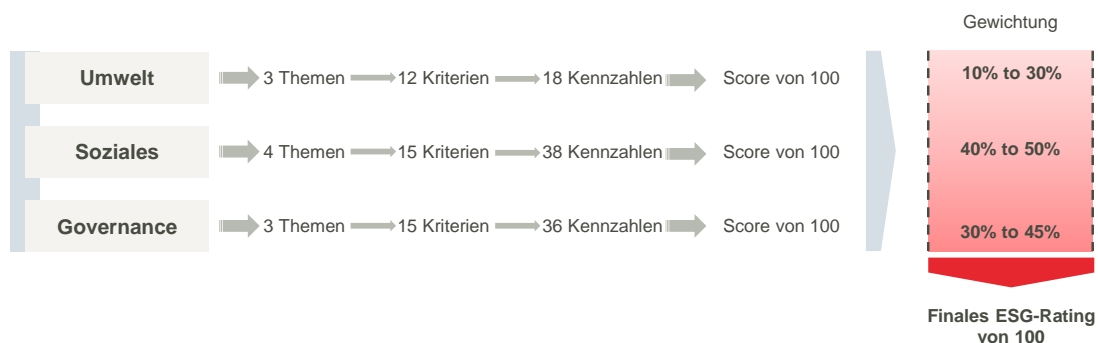 Gewichtung
Umwelt 3 Themen 12 Kriterien 18 Kennzahlen Score von 100 10% to 30%
Soziales 4 Themen 15 Kriterien 38 Kennzahlen Score von 100 40% to 50%
Governance 3 Themen 15 Kriterien 36 Kennzahlen Score von 100 30% to 45%
Finales ESG-Rating
von 100